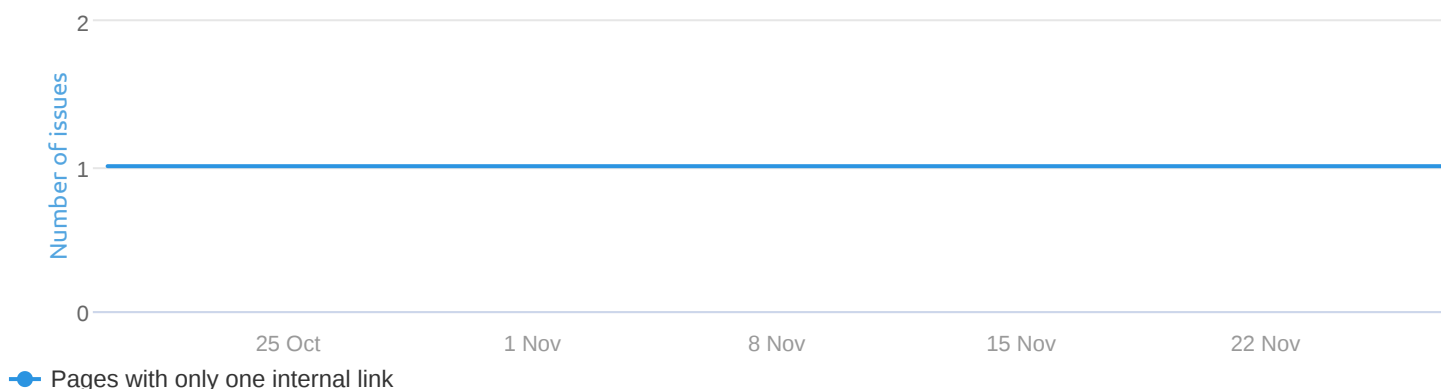 2
Number of issues
1
0
25 Oct 1 Nov 8 Nov 15 Nov 22 Nov
Pages with only one internal link